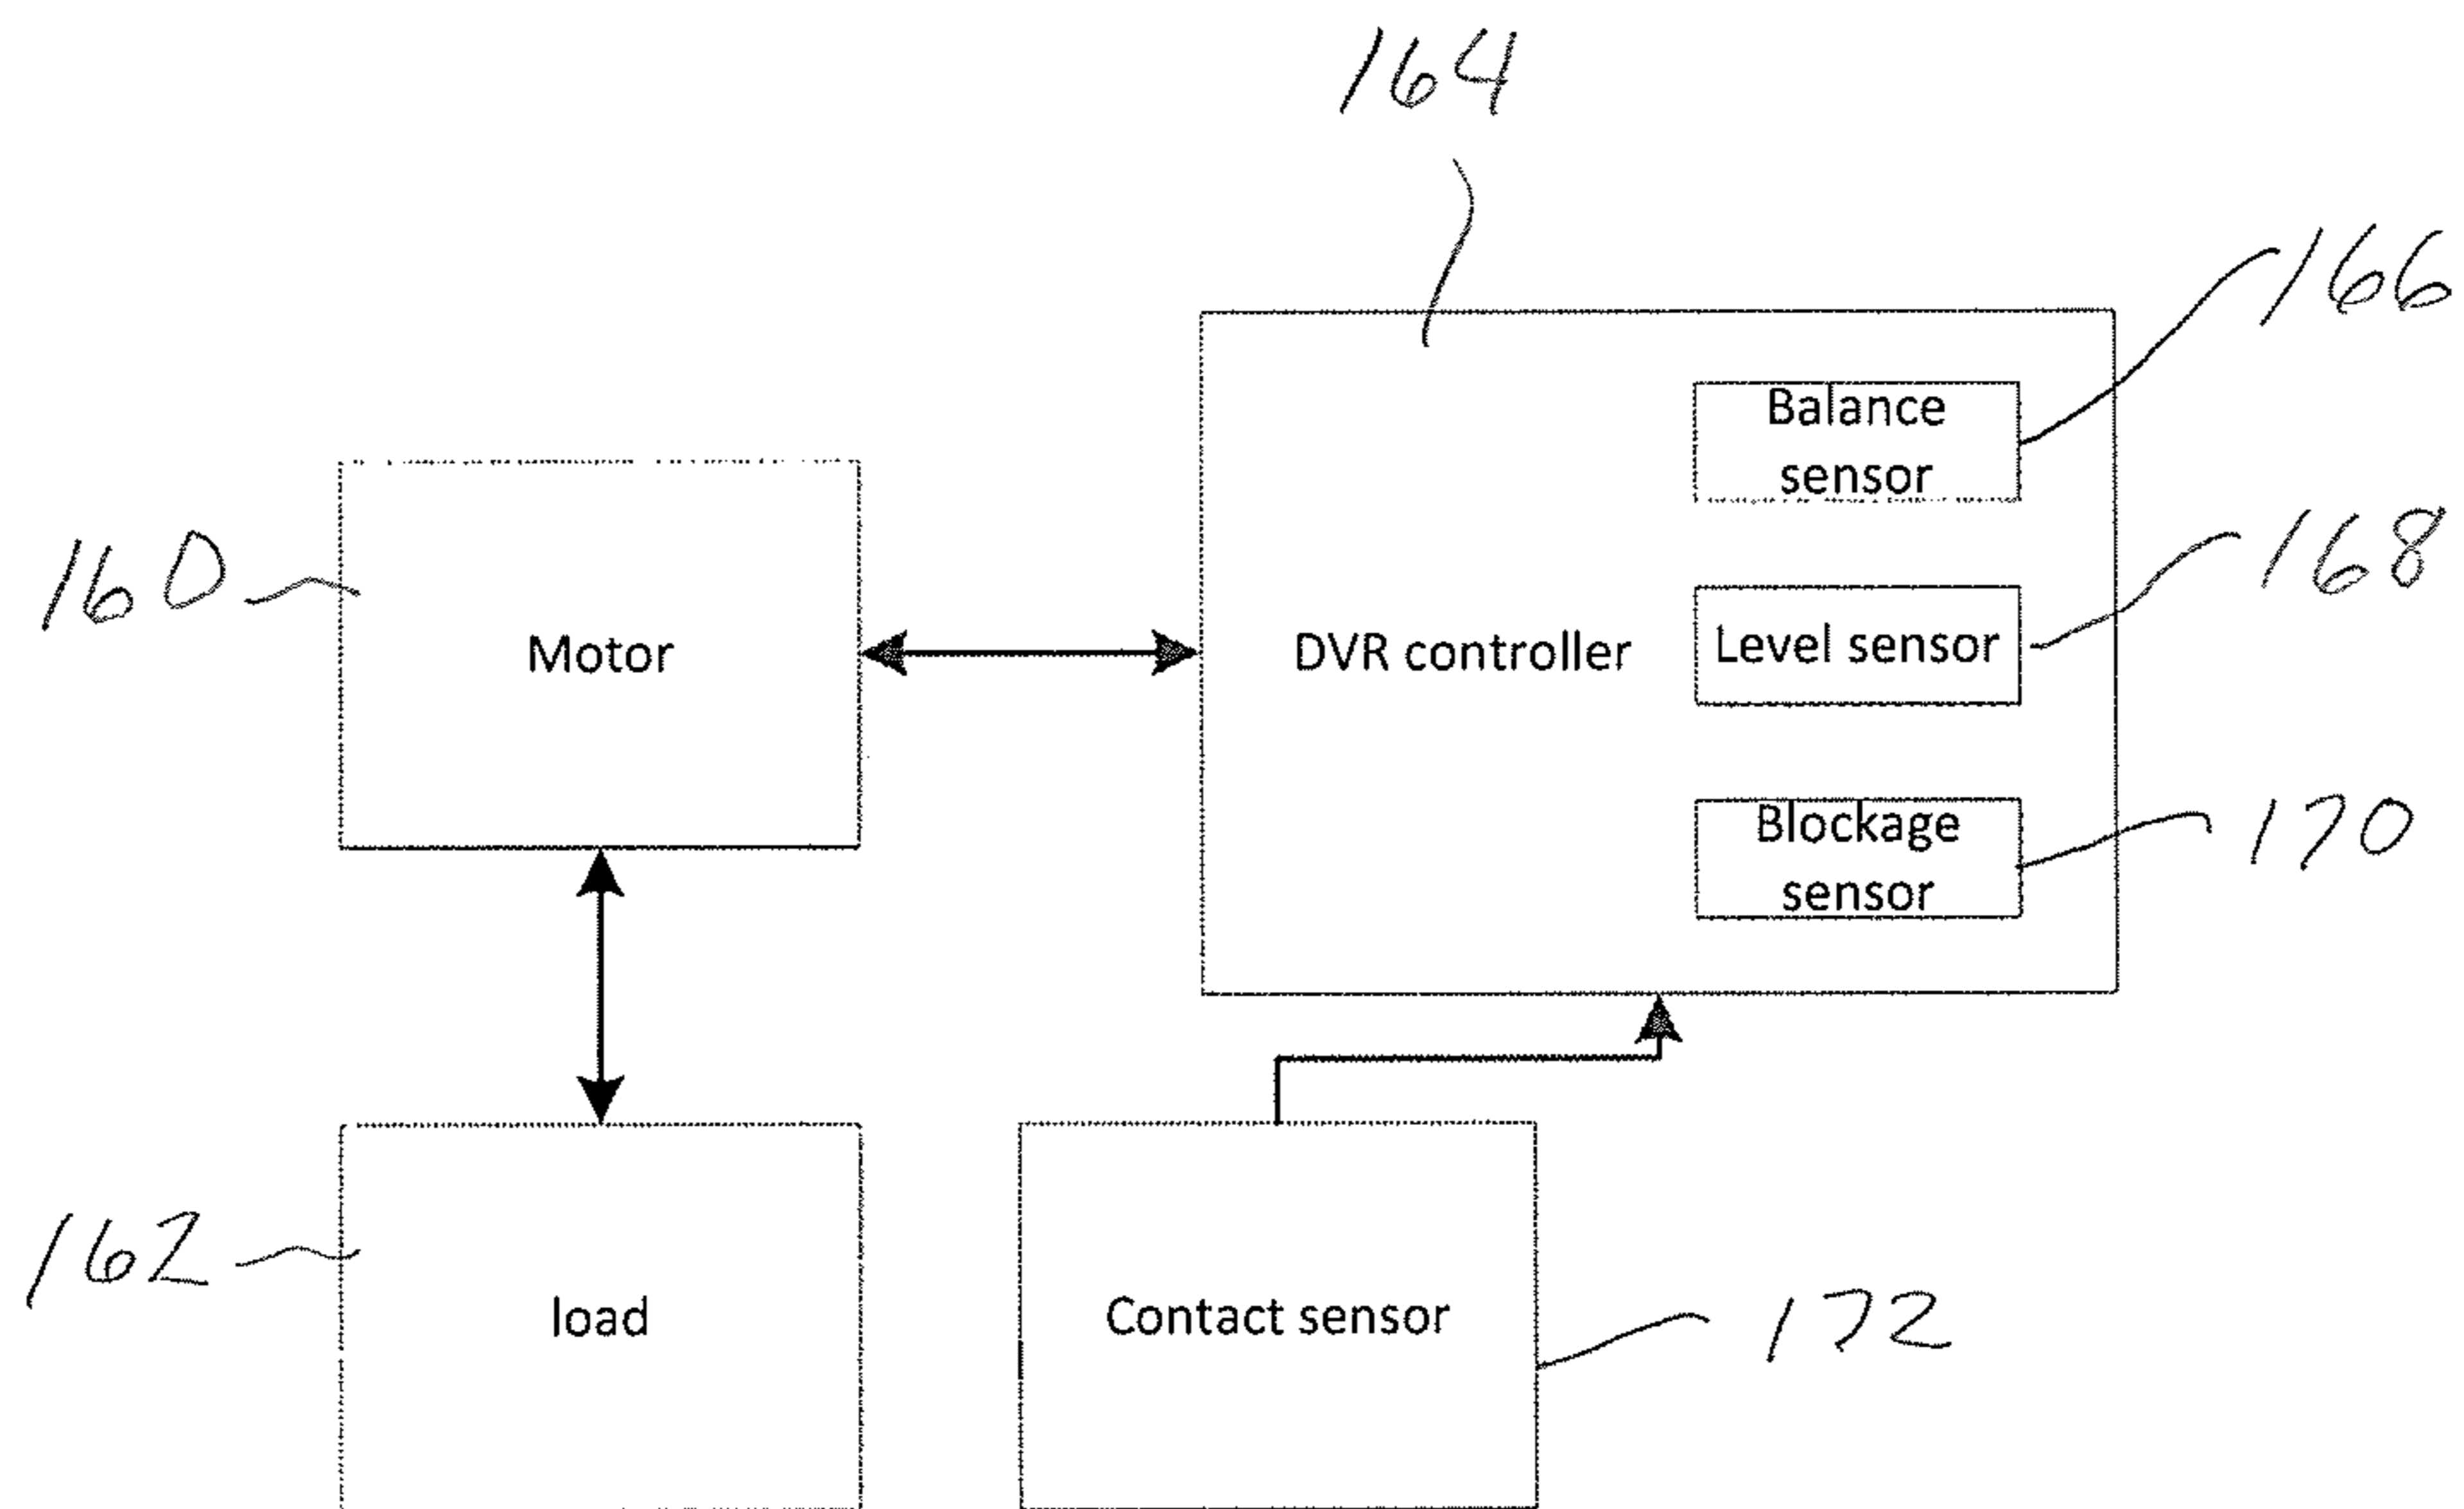 164
166
Balance
sensor
160
168
Motor
DVR controller
Level sensor
Blockage
sensor
170
162
load
Contact sensor
172